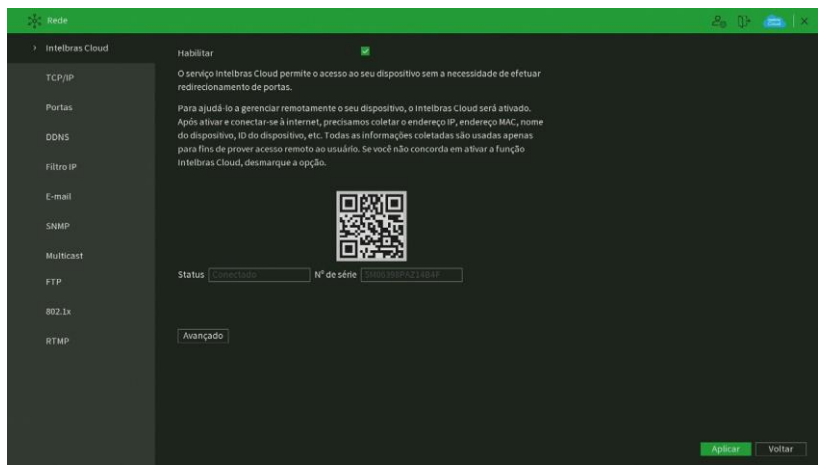 Rede
Intelbras Cloud
TCP/IP
Portas
DDNS
Filtro IP
E-mail
SNMP
Multicast
FTP
802.1x
RTMP
Habilitar
O serviço Intelbras Cloud permite o acesso ao seu dispositivo sem a necessidade de efetuar
redirecionamento de portas.
Para ajudá-lo a gerenciar remotamente o seu dispositivo, o Intelbras Cloud será ativado.
Após ativar e conectar-se à internet, precisamos coletar o endereço IP, endereço MAC, nome
do dispositivo, ID do dispositivo, etc. Todas as informações coletadas são usadas apenas
para fins de prover acesso remoto ao usuário. Se você não concorda em ativar a função
Intelbras Cloud, desmarque a opção.
Status Conectado Nº de série
Avançado
Aplicar Voltar